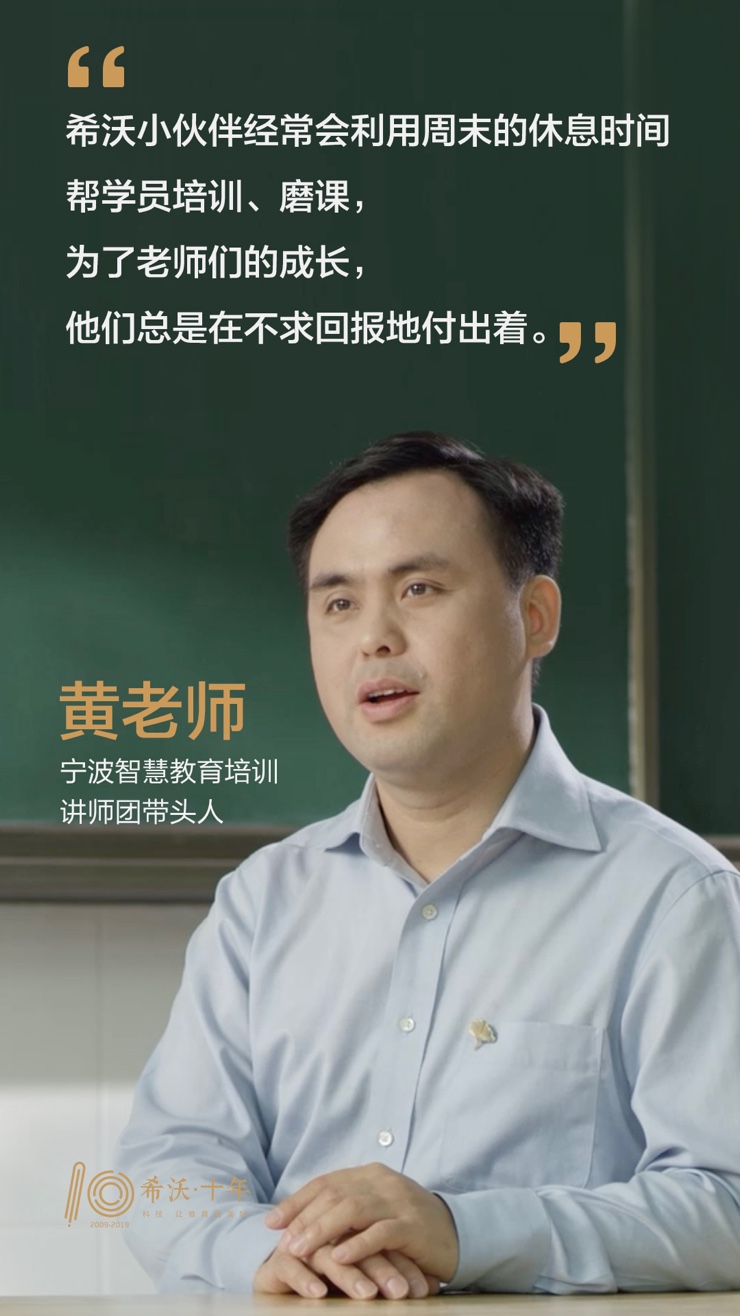 希沃小伙伴经常会利用周末的休息时间
帮学员培训、磨课，
为了老师们的成长，
他们总是在不求回报地付出着。
黄老师
宁波智慧教育培训
讲师团带头人
10
希沃·十年
2009-2019